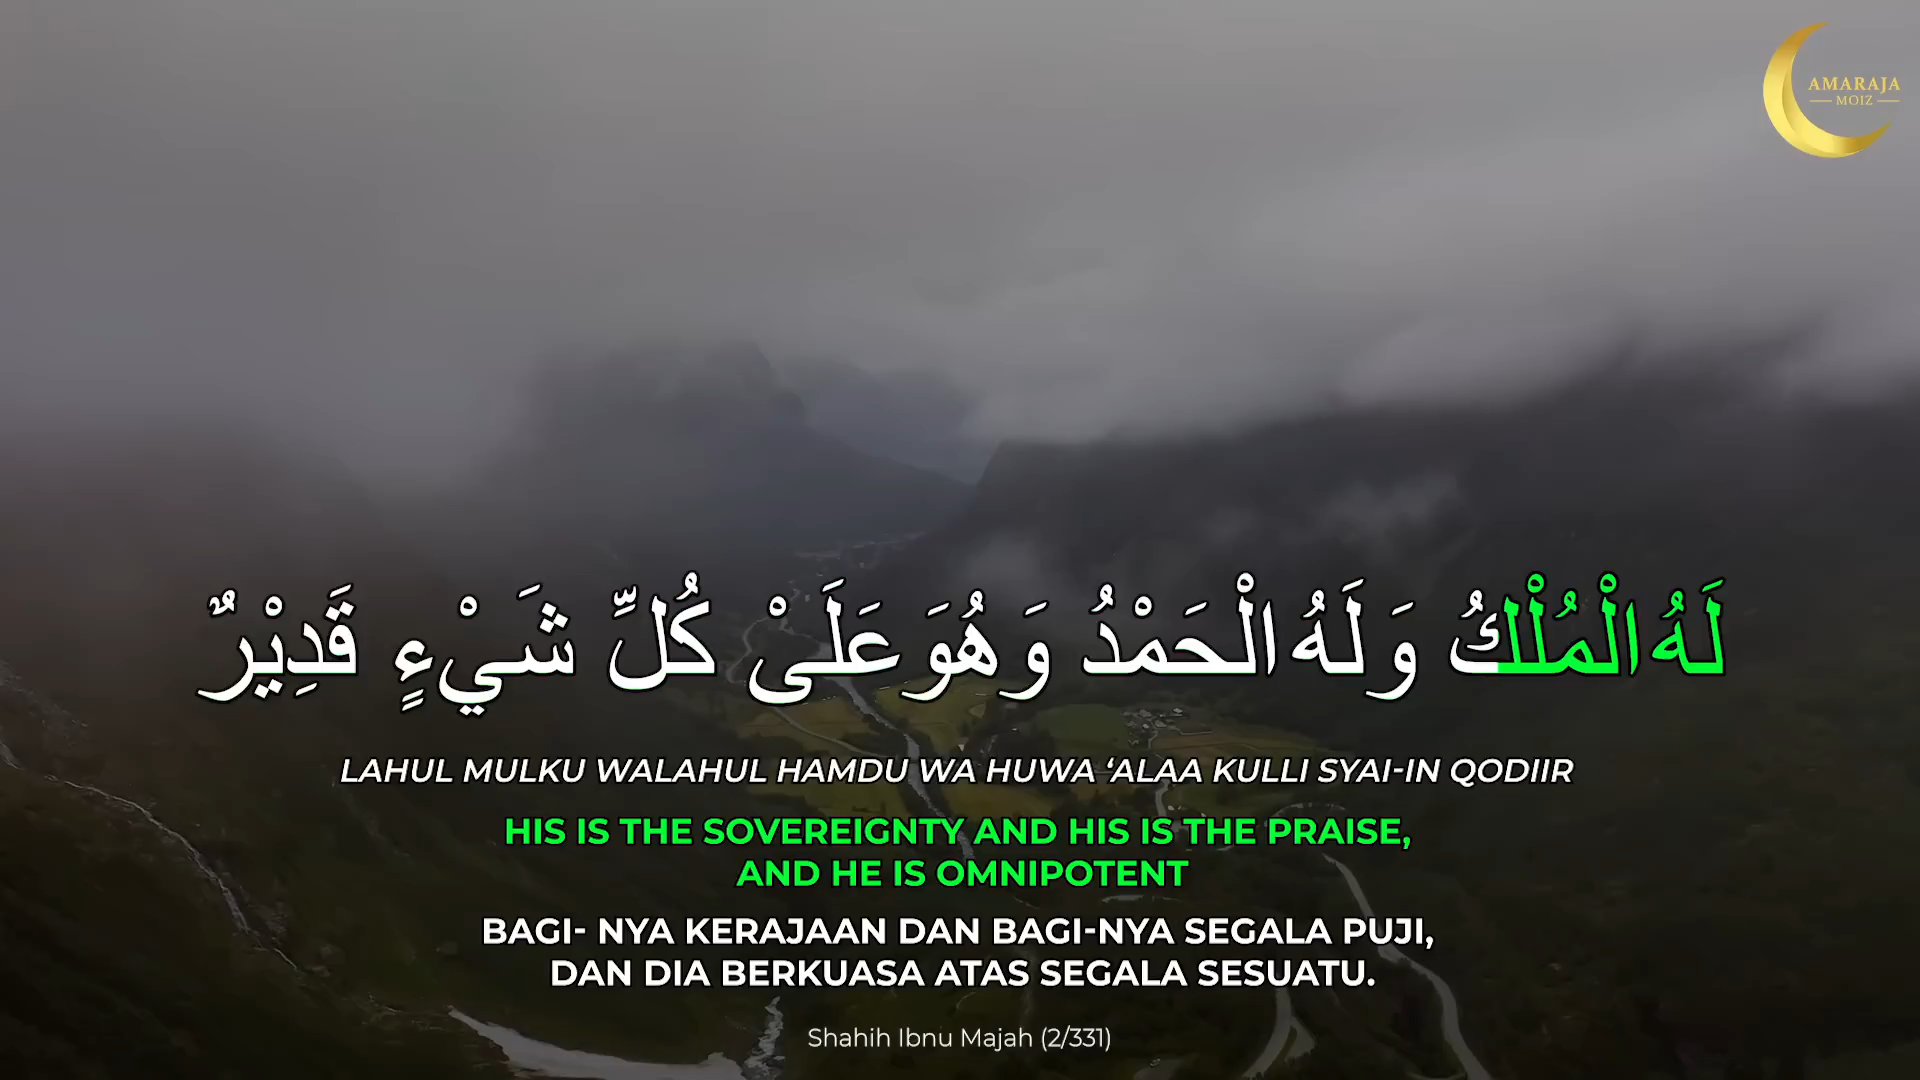 AMARAJA
MOIZ
لَهُ الْمُلْكُ وَلَهُ الْحَمْدُ وَهُوَ عَلَىْ كُلِّ شَيْءٍ قَدِيْرٌ
LAHUL MULKU WALAHUL HAMDU WA HUWA ‘ALAA KULLI SYAI-IN QODIIR
HIS IS THE SOVEREIGNTY AND HIS IS THE PRAISE,
AND HE IS OMNIPOTENT
BAGI- NYA KERAJAAN DAN BAGI-NYA SEGALA PUJI,
DAN DIA BERKUASA ATAS SEGALA SESUATU.
Shahih Ibnu Majah (2/331)